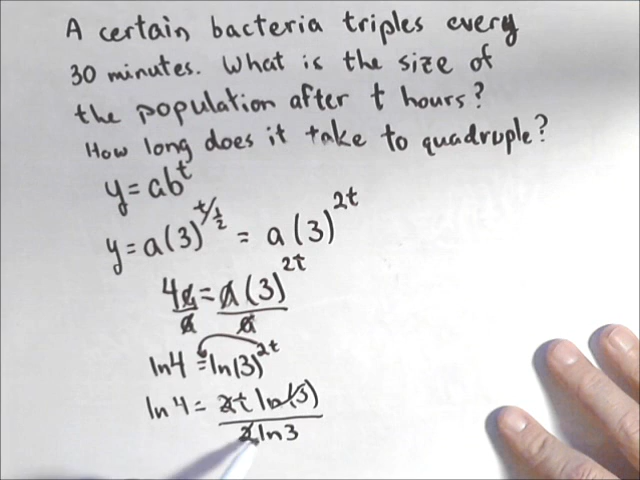 A certain bacteria triples every
30 minutes. What is the size of
the population after t hours?
How long does it take to quadruple?
y = ab^t
y = a(3)^(t/½) = a(3)^(2t)
4a/a = a(3)^(2t)/a
ln4 = ln(3)^(2t)
ln4 = 2t ln(3)/2ln3